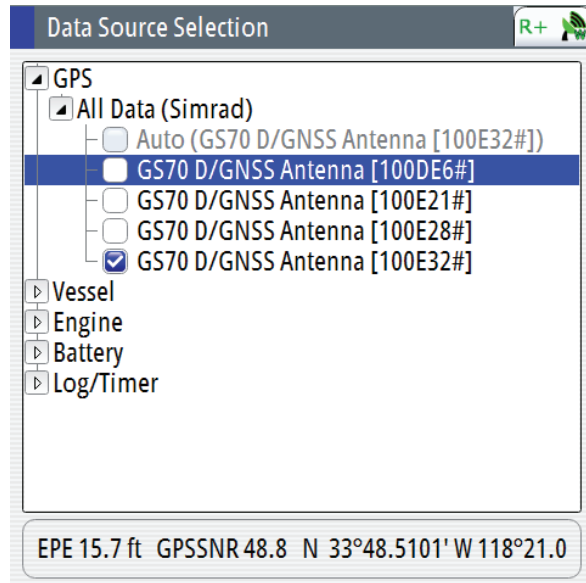 Data Source Selection R+
GPS
All Data (Simrad)
Auto (GS70 D/GNSS Antenna [100E32#])
GS70 D/GNSS Antenna [100DE6#]
GS70 D/GNSS Antenna [100E21#]
GS70 D/GNSS Antenna [100E28#]
GS70 D/GNSS Antenna [100E32#]
Vessel
Engine
Battery
Log/Timer
EPE 15.7 ft GPSSNR 48.8 N 33°48.5101' W 118°21.0